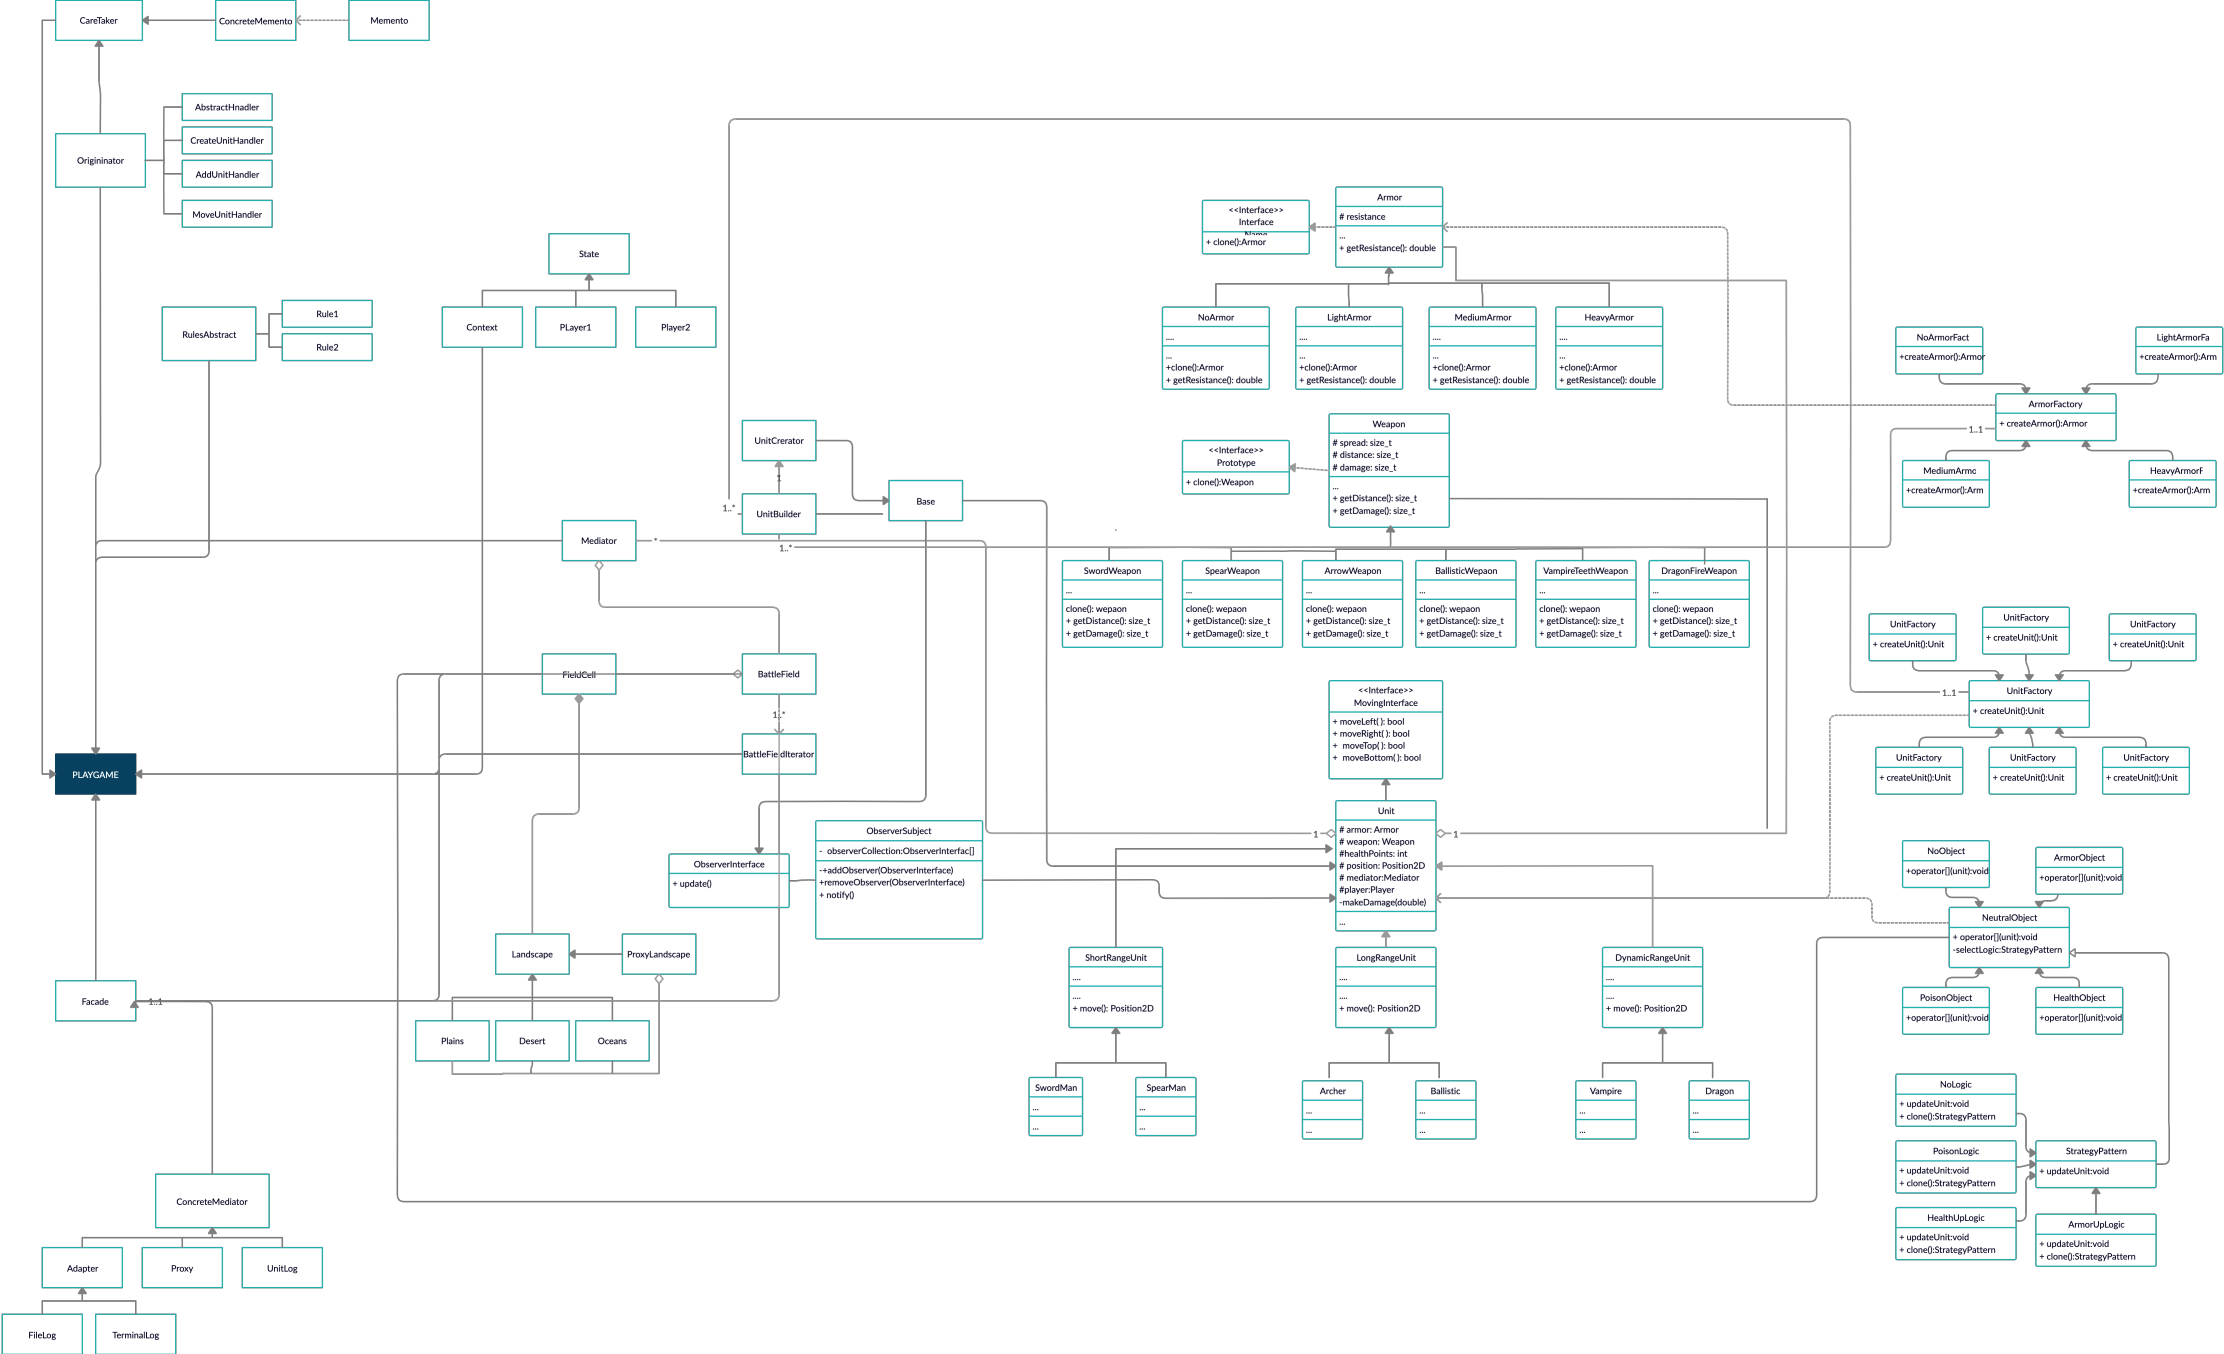 CareTaker
ConcreteMemento
Memento
AbstractHnadler
CreateUnitHandler
Origininator
AddUnitHandler
MoveUnitHandler
State
Context
PLayer1
Player2
RulesAbstract
Rule1
Rule2
<<Interface>>
Interface
Name
+ clone():Armor
Armor
# resistance
...
+ getResistance(): double
NoArmor
....
...
+clone():Armor
+ getResistance(): double
LightArmor
....
...
+clone():Armor
+ getResistance(): double
MediumArmor
....
...
+clone():Armor
+ getResistance(): double
HeavyArmor
....
...
+clone():Armor
+ getResistance(): double
NoArmorFact
+createArmor():Armor
LightArmorFa
+createArmor():Arm
ArmorFactory
+ createArmor():Armor
1..1
MediumArmc
+createArmor():Arm
HeavyArmorF
+createArmor():Arm
UnitCrerator
1
UnitBuilder
1..*
1..*
Base
Mediator
*
<<Interface>>
Prototype
+ clone():Weapon
Weapon
# spread: size_t
# distance: size_t
# damage: size_t
...
+ getDistance(): size_t
+ getDamage(): size_t
SwordWeapon
...
clone(): wepaon
+ getDistance(): size_t
+ getDamage(): size_t
SpearWeapon
...
clone(): wepaon
+ getDistance(): size_t
+ getDamage(): size_t
ArrowWeapon
...
clone(): wepaon
+ getDistance(): size_t
+ getDamage(): size_t
BallisticWepaon
...
clone(): wepaon
+ getDistance(): size_t
+ getDamage(): size_t
VampireTeethWeapon
...
clone(): wepaon
+ getDistance(): size_t
+ getDamage(): size_t
DragonFireWeapon
...
clone(): wepaon
+ getDistance(): size_t
+ getDamage(): size_t
UnitFactory
+ createUnit():Unit
UnitFactory
+ createUnit():Unit
UnitFactory
+ createUnit():Unit
1..1
UnitFactory
+ createUnit():Unit
UnitFactory
+ createUnit():Unit
UnitFactory
+ createUnit():Unit
UnitFactory
+ createUnit():Unit
FieldCell
BattleField
1..*
BattleFieldIterator
PLAYGAME
<<Interface>>
MovingInterface
+ moveLeft( ): bool
+ moveRight( ): bool
+ moveTop( ): bool
+ moveBottom( ): bool
ObserverInterface
+ update()
ObserverSubject
- observerCollection:ObserverInterfac[]
-+addObserver(ObserverInterface)
+removeObserver(ObserverInterface)
+ notify()
1
Unit
# armor: Armor
# weapon: Weapon
#healthPoints: int
# position: Position2D
# mediator:Mediator
#player:Player
-makeDamage(double)
...
1
NoObject
+operator[](unit):void
ArmorObject
+operator[](unit):void
NeutralObject
+ operator[](unit):void
-selectLogic:StrategyPattern
PoisonObject
+operator[](unit):void
HealthObject
+operator[](unit):void
Landscape
ProxyLandscape
Plains
Desert
Oceans
Facade
1..1
ShortRangeUnit
....
....
+ move(): Position2D
LongRangeUnit
....
....
+ move(): Position2D
DynamicRangeUnit
....
....
+ move(): Position2D
SwordMan
...
...
SpearMan
...
...
Archer
...
...
Ballistic
...
...
Vampire
...
...
Dragon
...
...
NoLogic
+ updateUnit:void
+ clone():StrategyPattern
PoisonLogic
+ updateUnit:void
+ clone():StrategyPattern
StrategyPattern
+ updateUnit:void
HealthUpLogic
+ updateUnit:void
+ clone():StrategyPattern
ArmorUpLogic
+ updateUnit:void
+ clone():StrategyPattern
ConcreteMediator
Adapter
Proxy
UnitLog
FileLog
TerminalLog